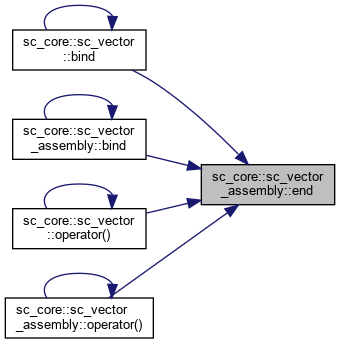 sc_core::sc_vector
::bind
sc_core::sc_vector
_assembly::bind
sc_core::sc_vector
_assembly::end
sc_core::sc_vector
::operator()
sc_core::sc_vector
_assembly::operator()